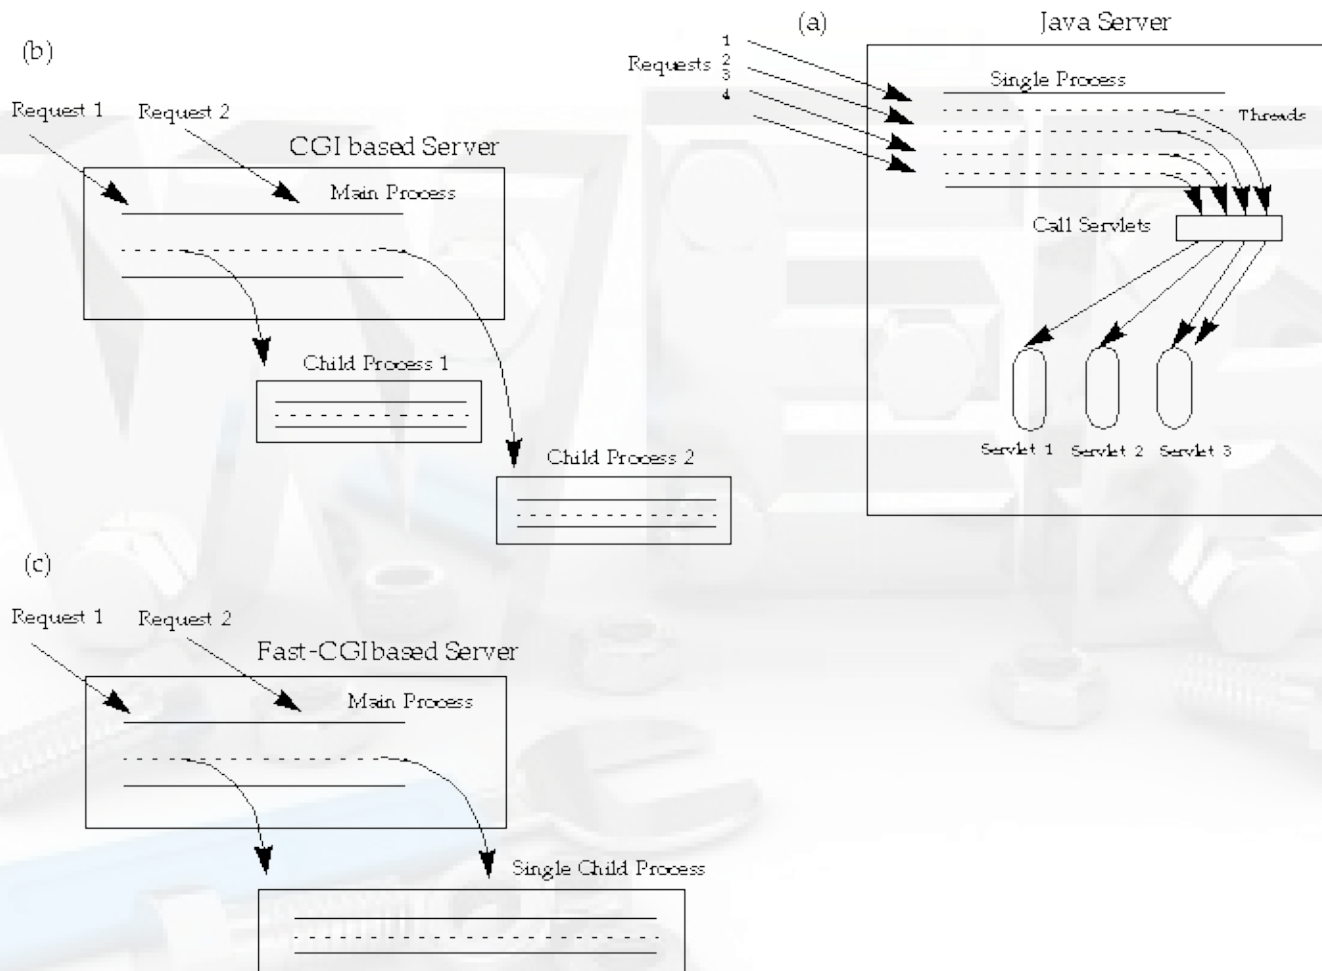 (a)
Java Server
Requests
1
2
3
4
Single Process
Threads
Call Servlets
Servlet 1 Servlet 2 Servlet 3
(b)
Request 1 Request 2
CGI based Server
Main Process
Child Process 1
Child Process 2
(c)
Request 1 Request 2
Fast-CGI based Server
Main Process
Single Child Process